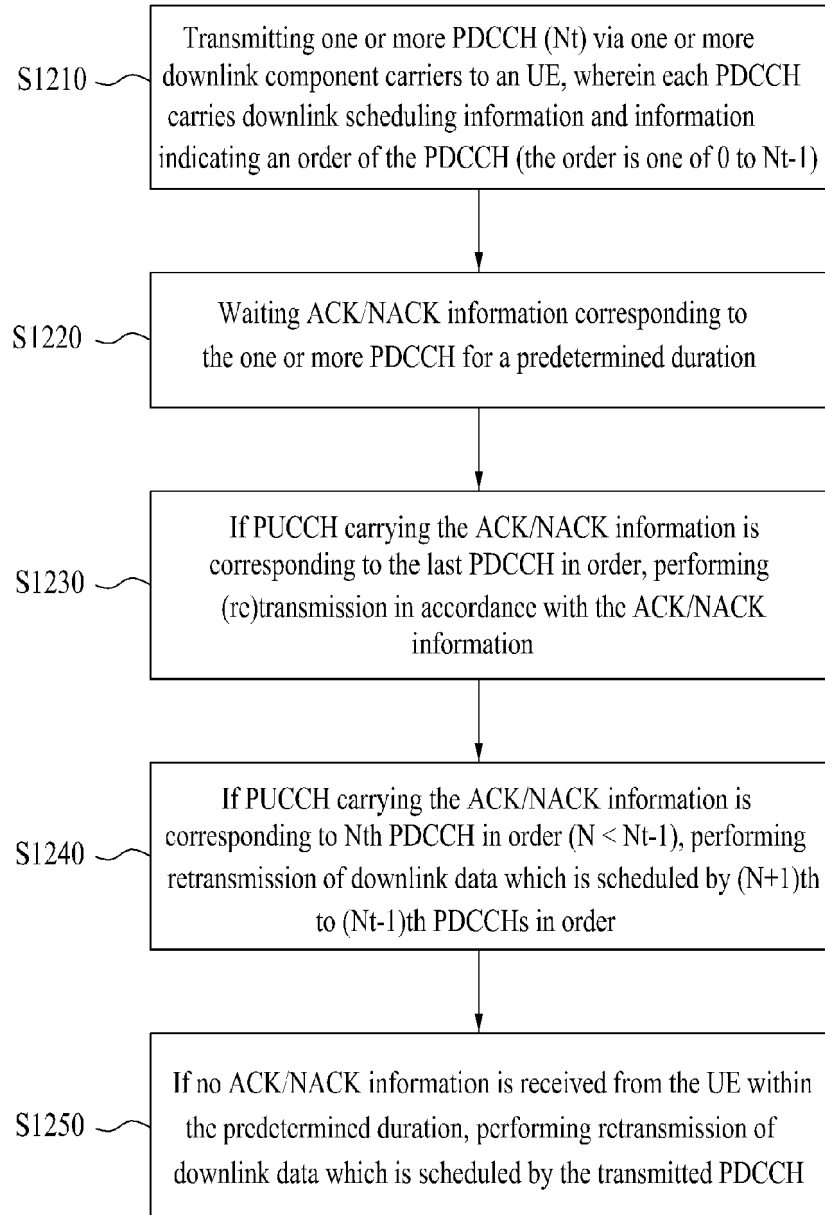 S1210
Transmitting one or more PDCCH (Nt) via one or more
downlink component carriers to an UE, wherein each PDCCH
carries downlink scheduling information and information
indicating an order of the PDCCH (the order is one of 0 to Nt-1)
S1220
Waiting ACK/NACK information corresponding to
the one or more PDCCH for a predetermined duration
S1230
If PUCCH carrying the ACK/NACK information is
corresponding to the last PDCCH in order, performing
(re)transmission in accordance with the ACK/NACK
information
S1240
If PUCCH carrying the ACK/NACK information is
corresponding to Nth PDCCH in order (N < Nt-1), performing
retransmission of downlink data which is scheduled by (N+1)th
to (Nt-1)th PDCCHs in order
S1250
If no ACK/NACK information is received from the UE within
the predetermined duration, performing retransmission of
downlink data which is scheduled by the transmitted PDCCH